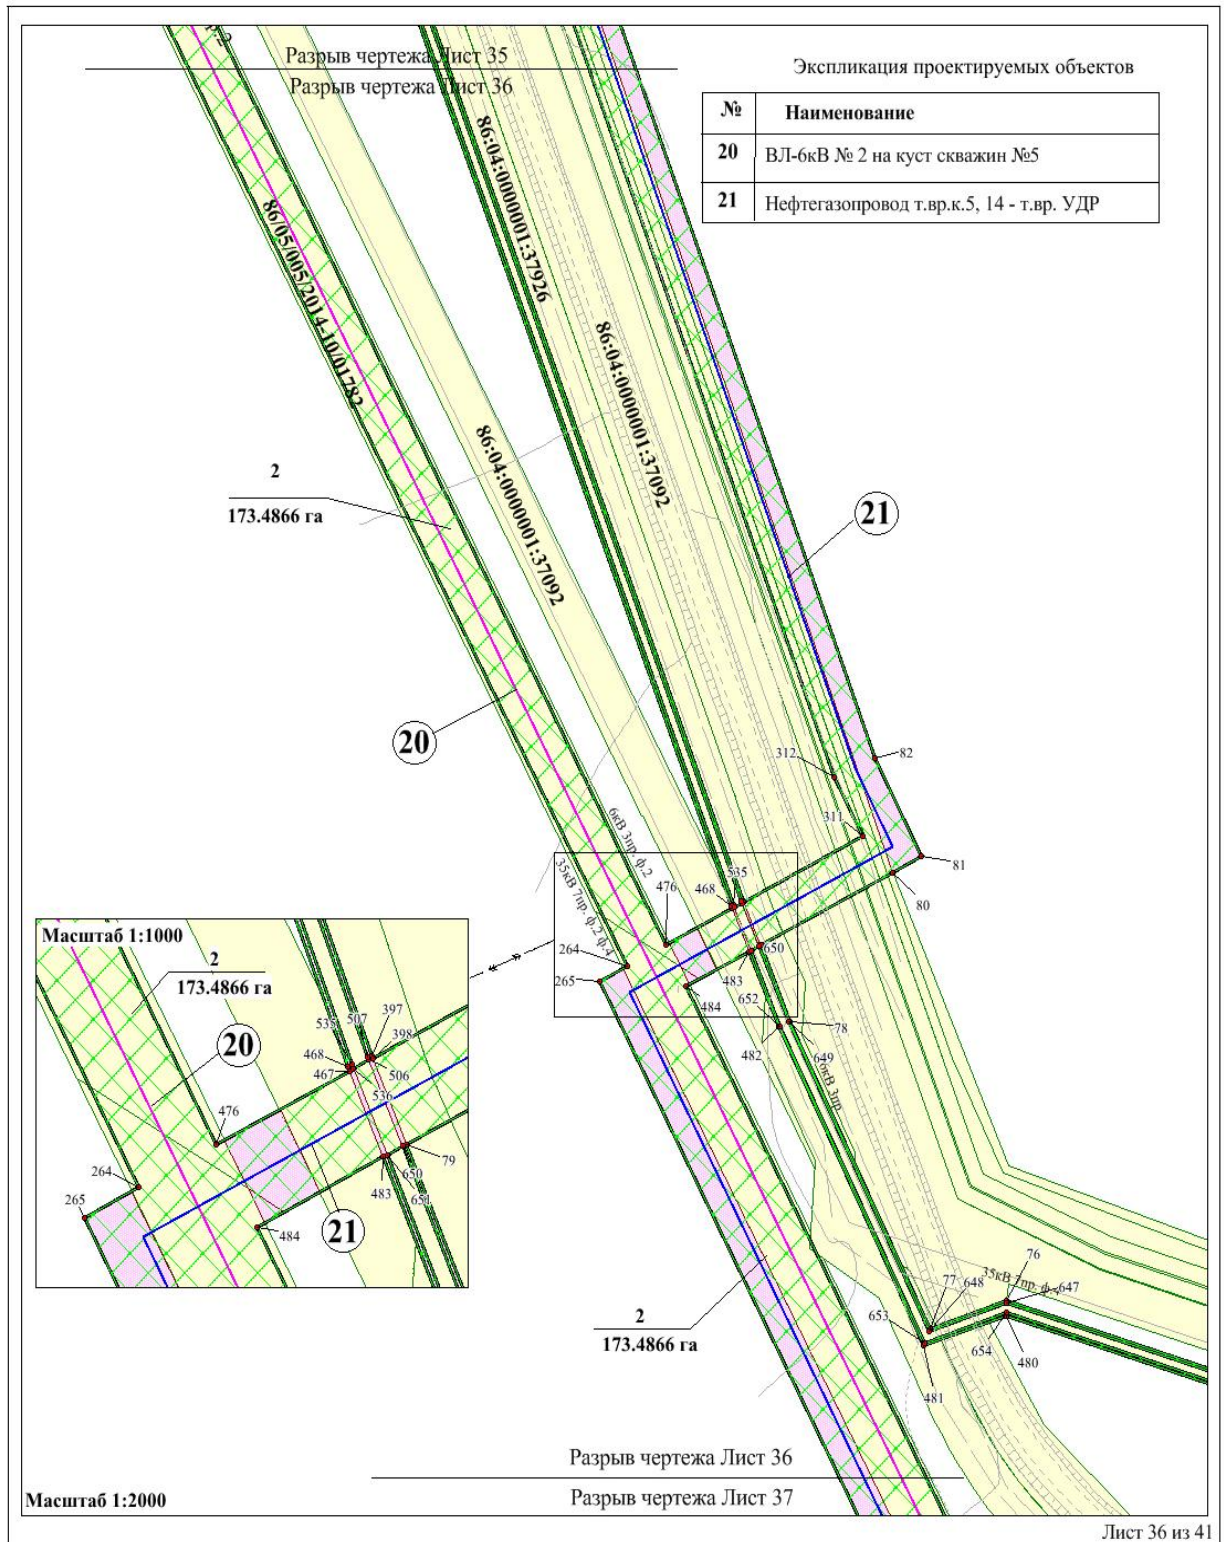 р.2
Разрыв чертежа Лист 35
Разрыв чертежа Лист 36
Экспликация проектируемых объектов
№ Наименование
20 ВЛ-6кВ № 2 на куст скважин №5
21 Нефтегазопровод т.вр.к.5, 14 - т.вр. УДР
86:04:0000001:37926
86/05/005/2014-10/01782
86:04:0000001:37092
86:04:0000001:37092
2
173.4866 га
21
20
312
82
311
81
80
6кВ 3пр. ф.2
35кВ 7пр. ф.2 ф.4
535
468
476
264
265
650
483
484
652
482
78
649
6кВ 3пр.
Масштаб 1:1000
2
173.4866 га
20
535
507
397
398
468
467
506
536
476
264
265
79
650
651
483
484
21
2
173.4866 га
76
35кВ 7пр. ф.4
647
77
648
653
654
480
481
Разрыв чертежа Лист 36
Разрыв чертежа Лист 37
Масштаб 1:2000
Лист 36 из 41